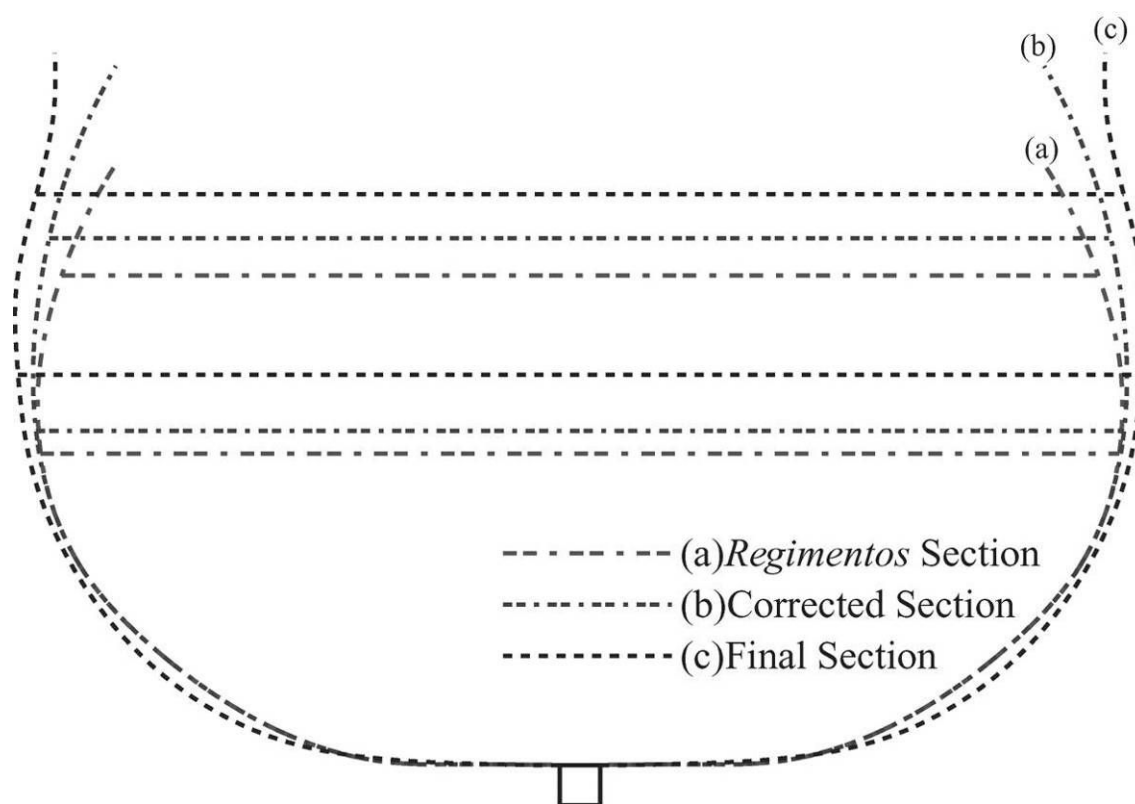 (c)
(b)
(a)
(a)Regimentos Section
(b)Corrected Section
(c)Final Section